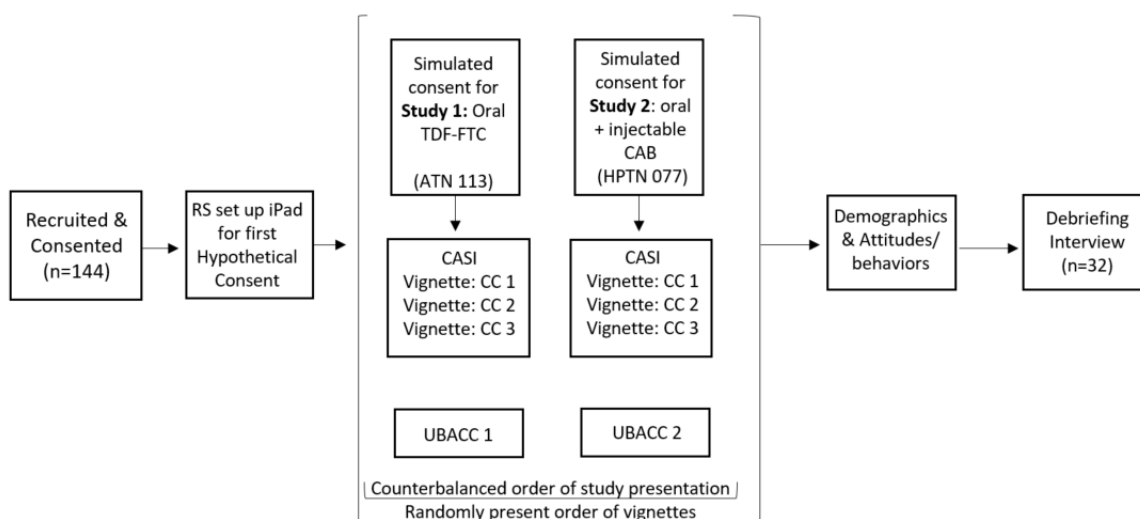 Recruited &
Consented
(n=144)
RS set up iPad
for first
Hypothetical
Consent
Simulated
consent for
Study 1: Oral
TDF-FTC
(ATN 113)
CASI
Vignette: CC 1
Vignette: CC 2
Vignette: CC 3
UBACC 1
Simulated
consent for
Study 2: oral
+ injectable
CAB
(HPTN 077)
CASI
Vignette: CC 1
Vignette: CC 2
Vignette: CC 3
UBACC 2
Counterbalanced order of study presentation
Randomly present order of vignettes
Demographics
& Attitudes/
behaviors
Debriefing
Interview
(n=32)